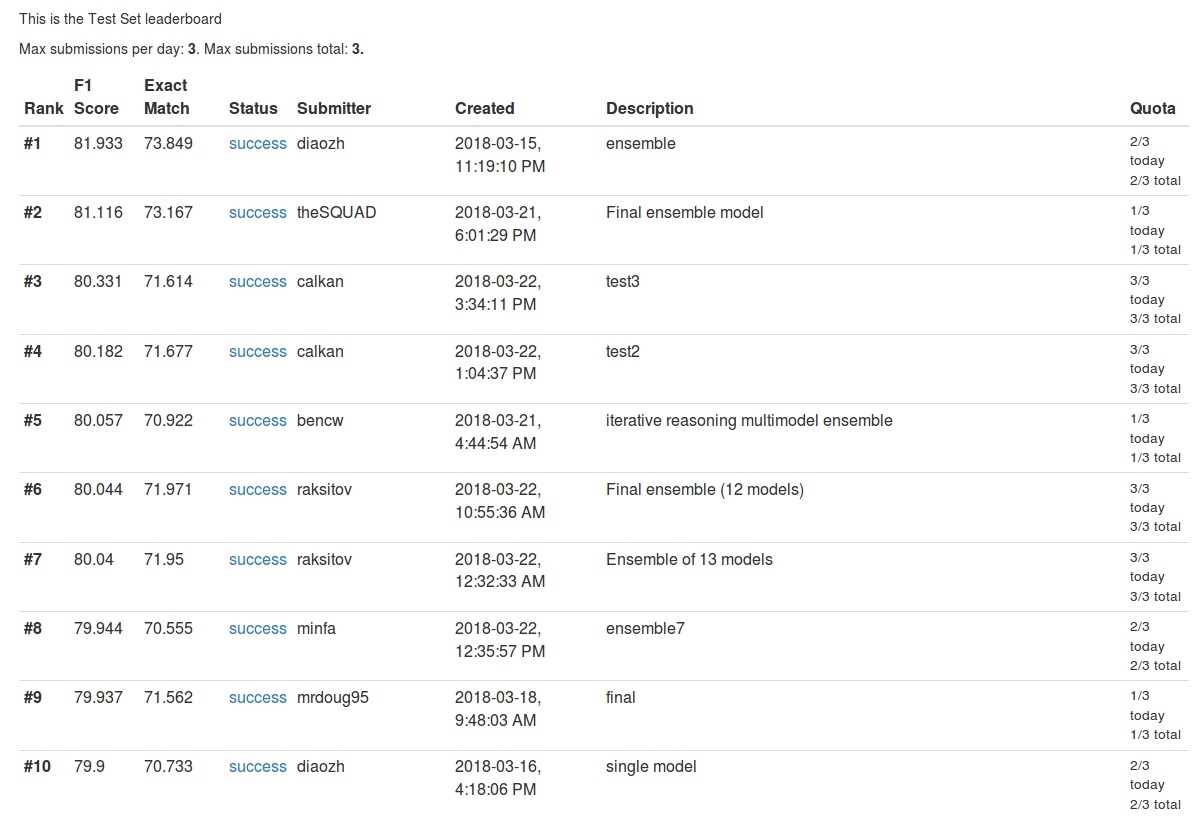 This is the Test Set leaderboard
Max submissions per day: 3. Max submissions total: 3.
F1 Exact
Rank Score Match Status Submitter Created Description Quota
#1 81.933 73.849 success diaozh 2018-03-15, ensemble 2/3
11:19:10 PM today
2/3 total
#2 81.116 73.167 success theSQUAD 2018-03-21, Final ensemble model 1/3
6:01:29 PM today
1/3 total
#3 80.331 71.614 success calkan 2018-03-22, test3 3/3
3:34:11 PM today
3/3 total
#4 80.182 71.677 success calkan 2018-03-22, test2 3/3
1:04:37 PM today
3/3 total
#5 80.057 70.922 success bencw 2018-03-21, iterative reasoning multimodel ensemble 1/3
4:44:54 AM today
1/3 total
#6 80.044 71.971 success raksitov 2018-03-22, Final ensemble (12 models) 3/3
10:55:36 AM today
3/3 total
#7 80.04 71.95 success raksitov 2018-03-22, Ensemble of 13 models 3/3
12:32:33 AM today
3/3 total
#8 79.944 70.555 success minfa 2018-03-22, ensemble7 2/3
12:35:57 PM today
2/3 total
#9 79.937 71.562 success mrdoug95 2018-03-18, final 1/3
9:48:03 AM today
1/3 total
#10 79.9 70.733 success diaozh 2018-03-16, single model 2/3
4:18:06 PM today
2/3 total